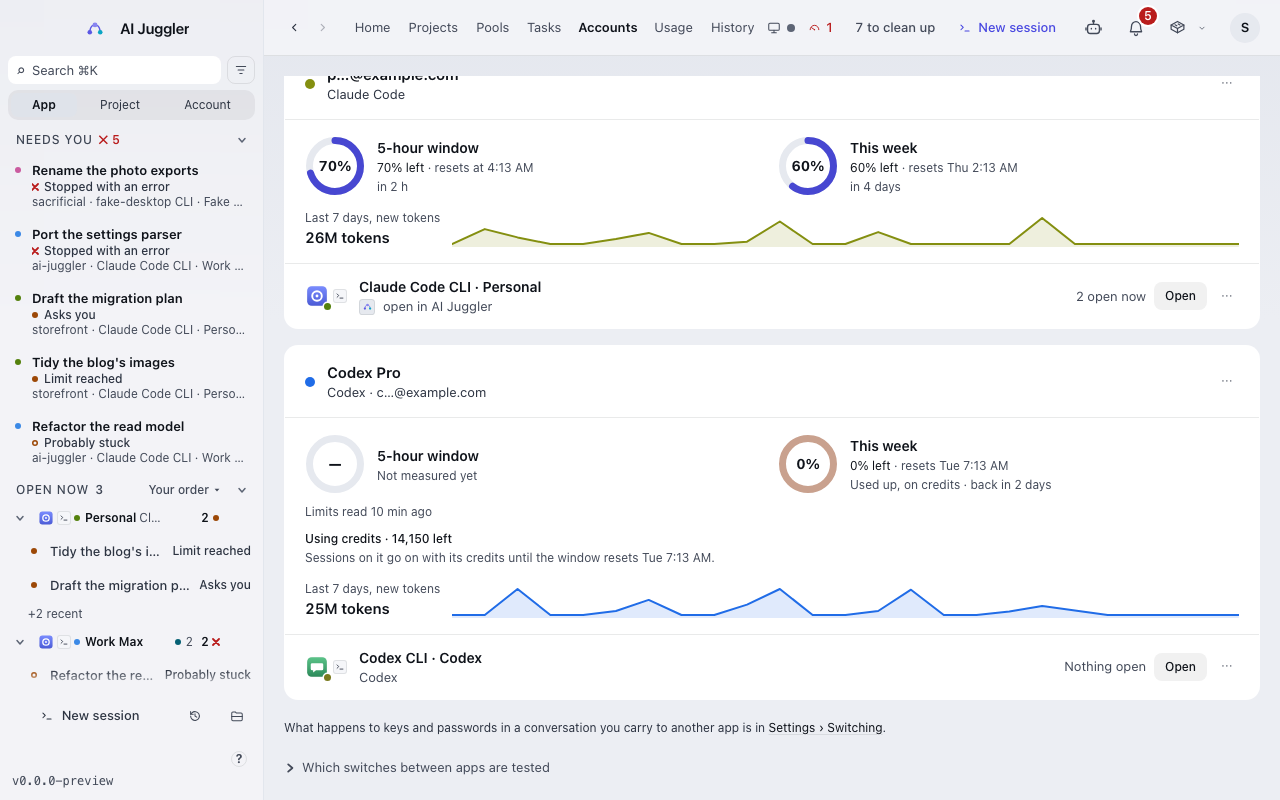 AI Juggler
Search ⌘K
App Project Account
NEEDS YOU 5
Rename the photo exports
Stopped with an error
sacrificial · fake-desktop CLI · Fake ...
Port the settings parser
Stopped with an error
ai-juggler · Claude Code CLI · Work ...
Draft the migration plan
Asks you
storefront · Claude Code CLI · Perso...
Tidy the blog's images
Limit reached
storefront · Claude Code CLI · Perso...
Refactor the read model
Probably stuck
ai-juggler · Claude Code CLI · Work ...
OPEN NOW 3 Your order
Personal Cl... 2
Tidy the blog's i... Limit reached
Draft the migration p... Asks you
+2 recent
Work Max 2 2
Refactor the re... Probably stuck
New session
?
v0.0.0-preview
Home Projects Pools Tasks Accounts Usage History 1 7 to clean up New session 5 S
p...@example.com
Claude Code
70%
5-hour window
70% left · resets at 4:13 AM
in 2 h
60%
This week
60% left · resets Thu 2:13 AM
in 4 days
Last 7 days, new tokens
26M tokens
Claude Code CLI · Personal
open in AI Juggler
2 open now Open ...
Codex Pro
Codex · c...@example.com
–
5-hour window
Not measured yet
0%
This week
0% left · resets Tue 7:13 AM
Used up, on credits · back in 2 days
Limits read 10 min ago
Using credits · 14,150 left
Sessions on it go on with its credits until the window resets Tue 7:13 AM.
Last 7 days, new tokens
25M tokens
Codex CLI · Codex
Codex
Nothing open Open ...
What happens to keys and passwords in a conversation you carry to another app is in Settings › Switching.
Which switches between apps are tested